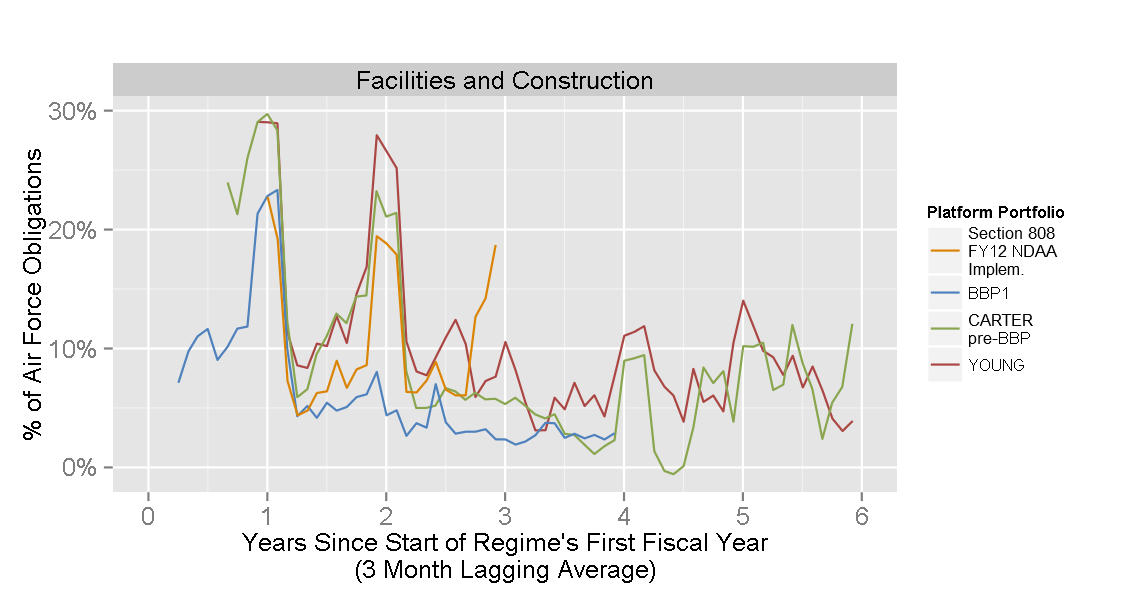 Facilities and Construction
30%
20%
10%
0%
% of Air Force Obligations
0 1 2 3 4 5 6
Years Since Start of Regime's First Fiscal Year
(3 Month Lagging Average)
Platform Portfolio
Section 808
FY12 NDAA
Implem.
BBP1
CARTER
pre-BBP
YOUNG